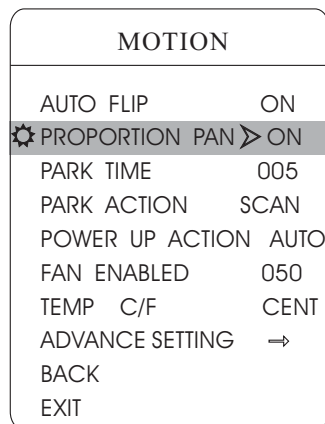 MOTION
AUTO FLIP ON
PROPORTION PAN ON
PARK TIME 005
PARK ACTION SCAN
POWER UP ACTION AUTO
FAN ENABLED 050
TEMP C/F CENT
ADVANCE SETTING ⇒
BACK
EXIT